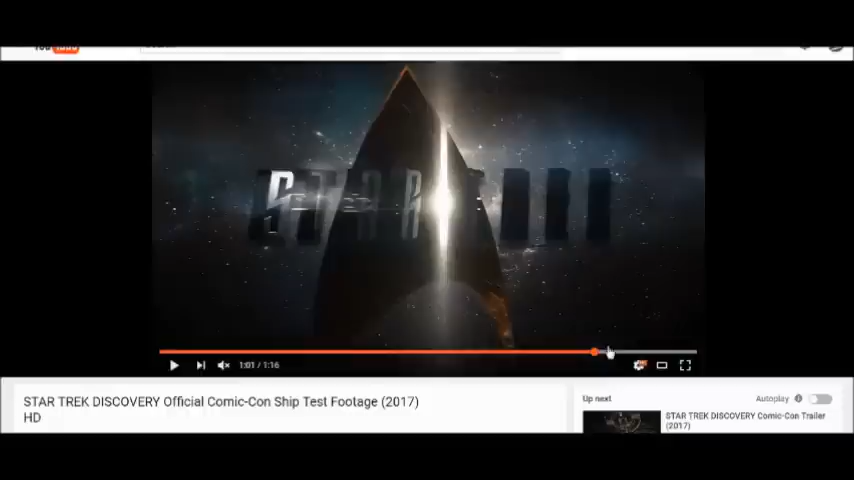 STAR T
1:01 / 1:16
STAR TREK DISCOVERY Official Comic-Con Ship Test Footage (2017)
HD
Up next
Autoplay
STAR TREK DISCOVERY Comic-Con Trailer
(2017)